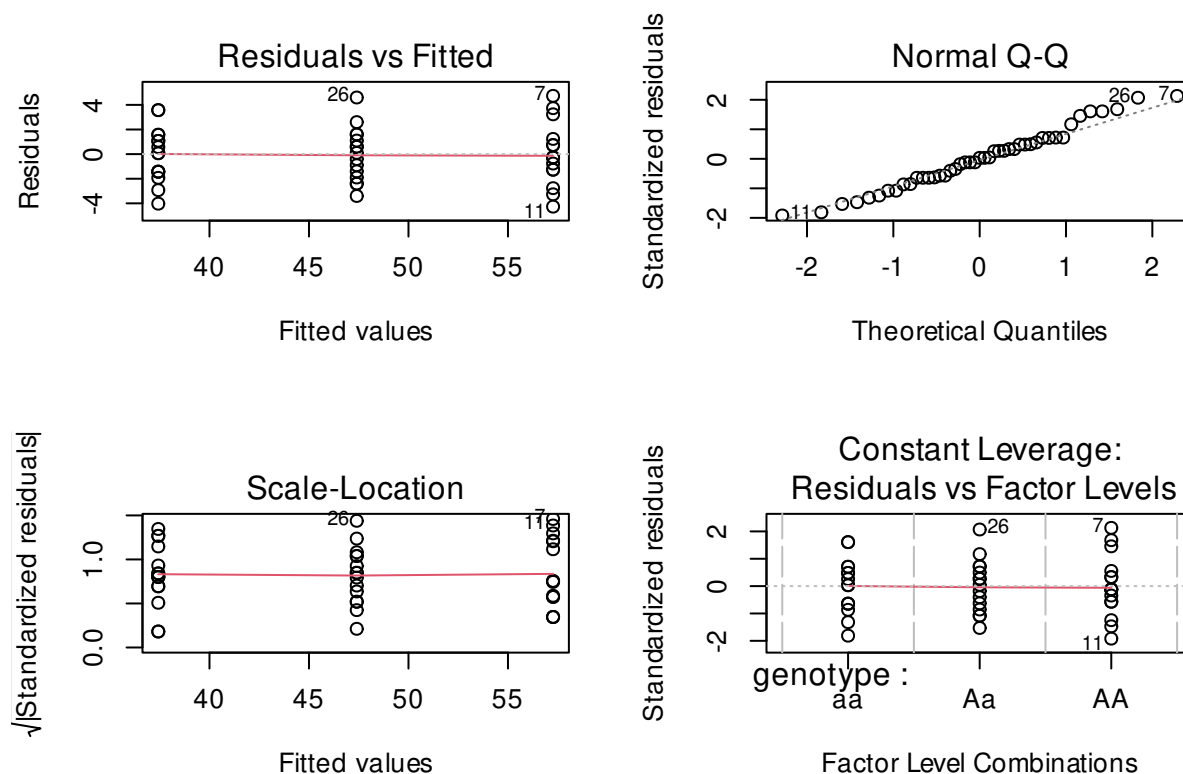 Residuals vs Fitted
Residuals
4
0
-4
26
7
11
40 45 50 55
Fitted values
Normal Q-Q
Standardized residuals
2
0
-2
26
7
11
-2 -1 0 1 2
Theoretical Quantiles
Scale-Location
√|Standardized residuals|
1.0
0.0
26
7
11
40 45 50 55
Fitted values
Constant Leverage:
Residuals vs Factor Levels
Standardized residuals
2
0
-2
26
7
11
genotype :
aa Aa AA
Factor Level Combinations